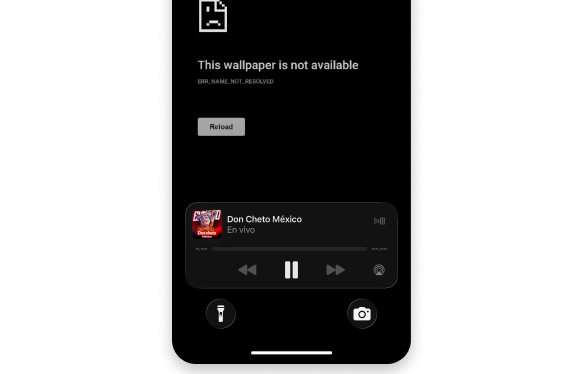 This wallpaper is not available
ERR_NAME_NOT_RESOLVED
Reload
Don Cheto México
En vivo